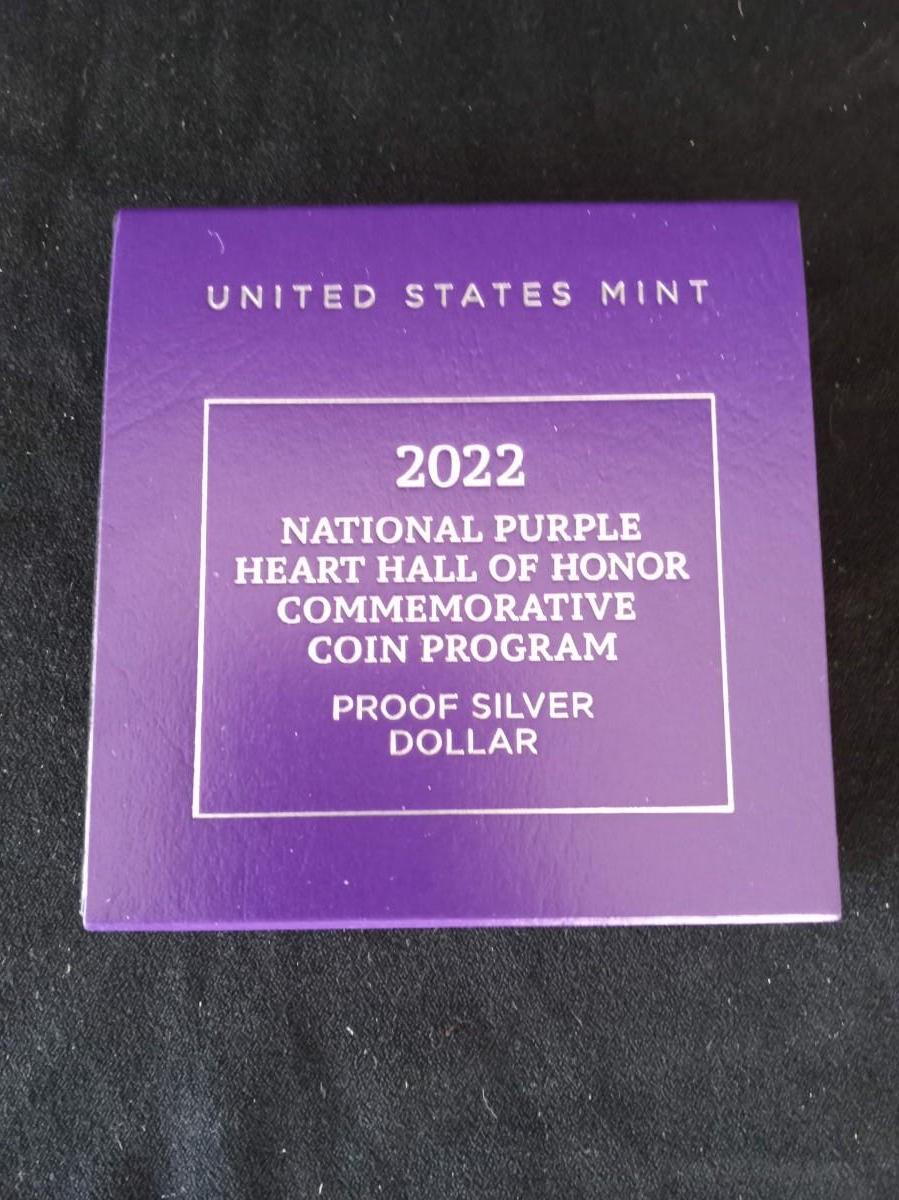 UNITED STATES MINT
2022
NATIONAL PURPLE
HEART HALL OF HONOR
COMMEMORATIVE
COIN PROGRAM
PROOF SILVER
DOLLAR